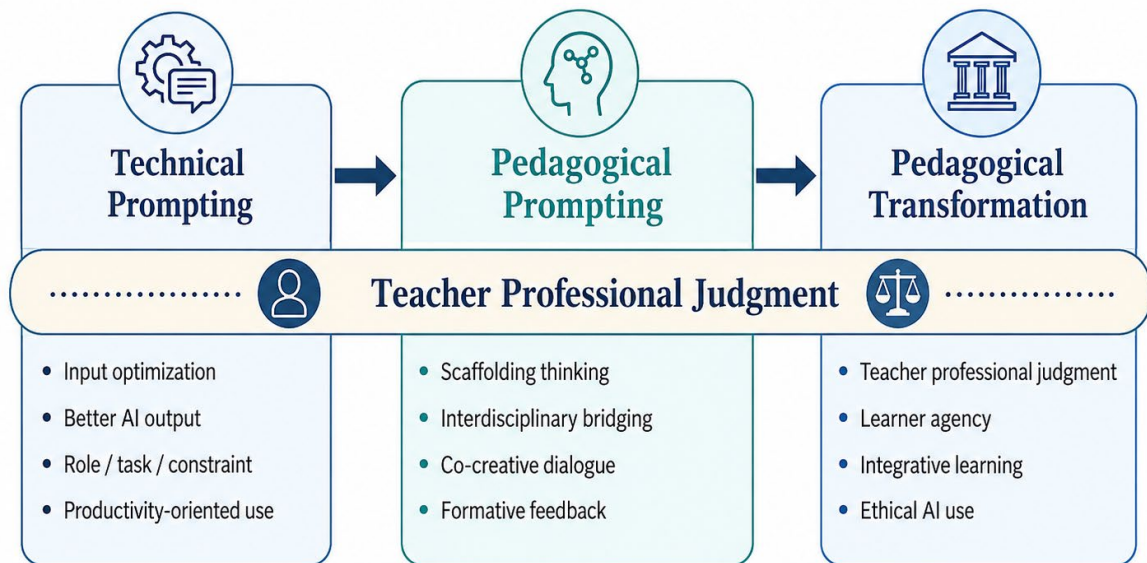 Technical
Prompting
Pedagogical
Prompting
Pedagogical
Transformation
Teacher Professional Judgment
• Input optimization
• Better AI output
• Role / task / constraint
• Productivity-oriented use
• Scaffolding thinking
• Interdisciplinary bridging
• Co-creative dialogue
• Formative feedback
• Teacher professional judgment
• Learner agency
• Integrative learning
• Ethical AI use